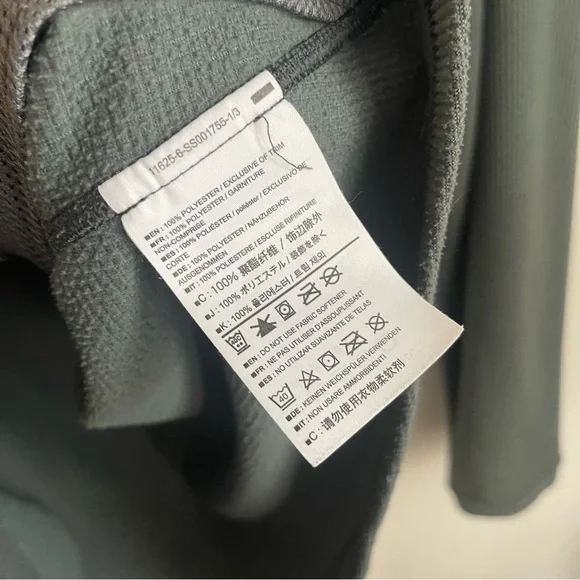 11625-6-SS001755-1/3
■EN: 100% POLYESTER / EXCLUSIVE OF TRIM
■FR: 100% POLYESTER / GARNITURE
NON-COMPRISE
■ES: 100% POLYESTER / poliéster / EXCLUSIVO DE
CORTE
■DE: 100% POLYESTER / NÄHZUBEHÖR
AUSGENOMMEN
■IT: 100% POLYESTER / ESCLUSE RIFINITURE
■C: 100% 聚酯纤维 / 饰边除外
■J: 100% ポリエステル / 装飾を除く
■K: 100% 폴리에스터 / 트림 제외
■EN: DO NOT USE FABRIC SOFTENER
■FR: NE PAS UTILISER D'ASSOUPLISSANT
■ES: NO UTILIZAR SUAVIZANTE DE TELAS
40
■DE: KEINEN WEICHSPÜLER VERWENDEN
■IT: NON USARE AMMORBIDENTI
■C: 请勿使用衣物柔软剂